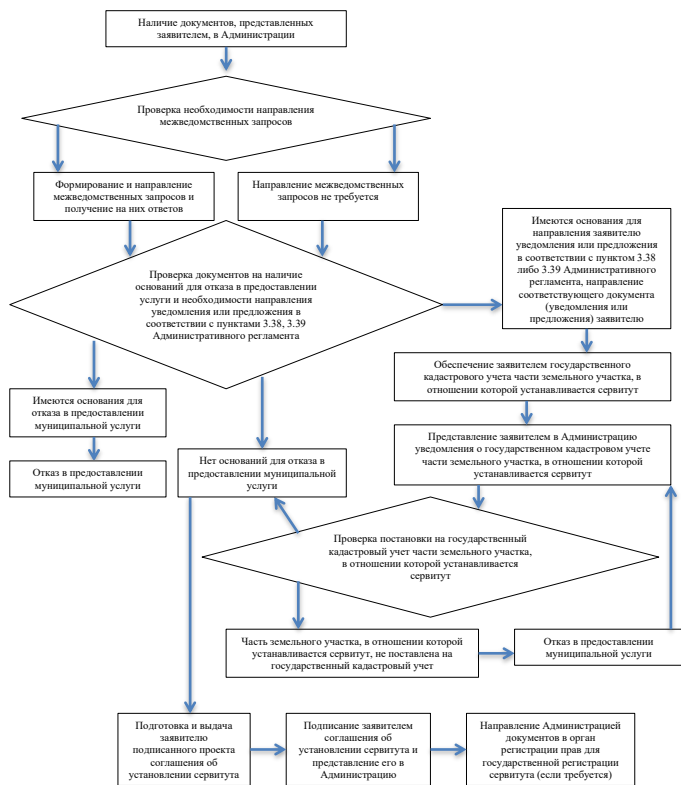 Наличие документов, представленных
заявителем, в Администрации
Проверка необходимости направления
межведомственных запросов
Формирование и направление
межведомственных запросов и
получение на них ответов
Направление межведомственных
запросов не требуется
Имеются основания для
направления заявителю
уведомления или предложения
в соответствии с пунктом 3.38
либо 3.39 Административного
регламента, направление
соответствующего документа
(уведомления или
предложения) заявителю
Проверка документов на наличие
оснований для отказа в предоставлении
услуги и необходимости направления
уведомления или предложения в
соответствии с пунктами 3.38, 3.39
Административного регламента
Обеспечение заявителем государственного
кадастрового учета части земельного участка, в
отношении которой устанавливается сервитут
Имеются основания для
отказа в предоставлении
муниципальной услуги
Представление заявителем в Администрацию
уведомления о государственном кадастровом учете
части земельного участка, в отношении которой
устанавливается сервитут
Отказ в предоставлении
муниципальной услуги
Нет оснований для отказа в
предоставлении муниципальной
услуги
Проверка постановки на государственный
кадастровый учет части земельного участка,
в отношении которой устанавливается
сервитут
Часть земельного участка, в отношении которой
устанавливается сервитут, не поставлена на
государственный кадастровый учет
Отказ в предоставлении
муниципальной услуги
Подготовка и выдача
заявителю
подписанного проекта
соглашения об
установлении сервитута
Подписание заявителем
соглашения об
установлении сервитута и
представление его в
Администрацию
Направление Администрацией
документов в орган
регистрации прав для
государственной регистрации
сервитута (если требуется)